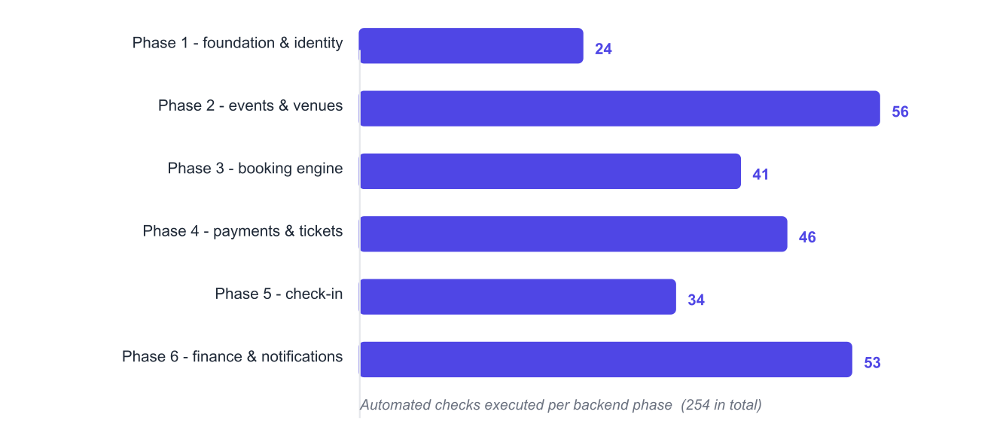 Phase 1 - foundation & identity 24
Phase 2 - events & venues 56
Phase 3 - booking engine 41
Phase 4 - payments & tickets 46
Phase 5 - check-in 34
Phase 6 - finance & notifications 53
Automated checks executed per backend phase (254 in total)